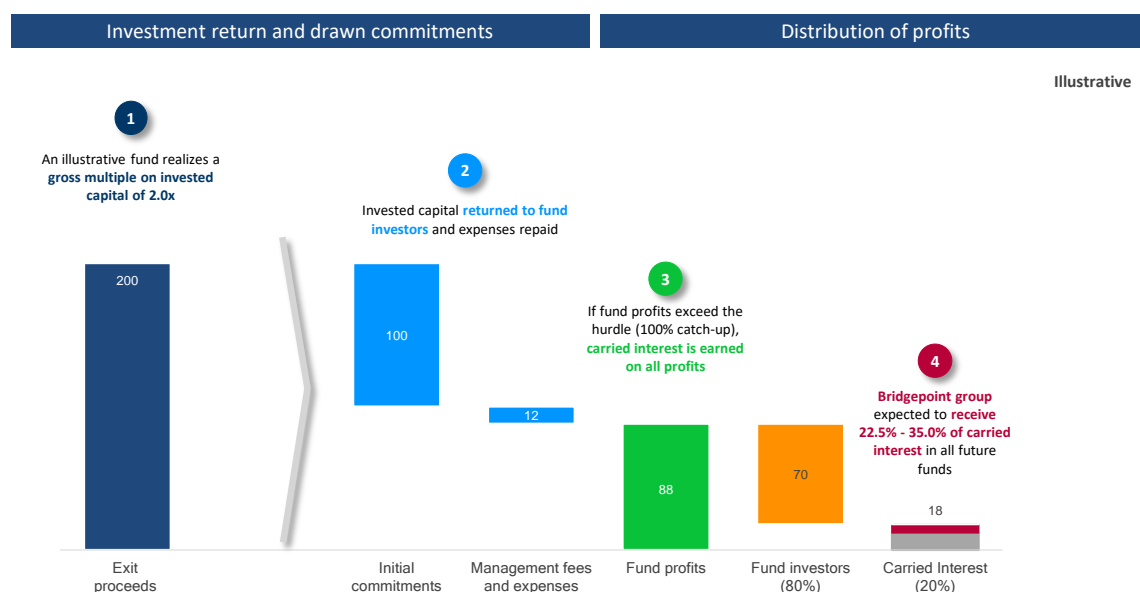 Investment return and drawn commitments
Distribution of profits
Illustrative
1
An illustrative fund realizes a
gross multiple on invested
capital of 2.0x
2
Invested capital returned to fund
investors and expenses repaid
3
If fund profits exceed the
hurdle (100% catch-up),
carried interest is earned
on all profits
4
Bridgepoint group
expected to receive
22.5% - 35.0% of carried
interest in all future
funds
200
100
12
88
70
18
Exit
proceeds
Initial
commitments
Management fees
and expenses
Fund profits
Fund investors
(80%)
Carried Interest
(20%)